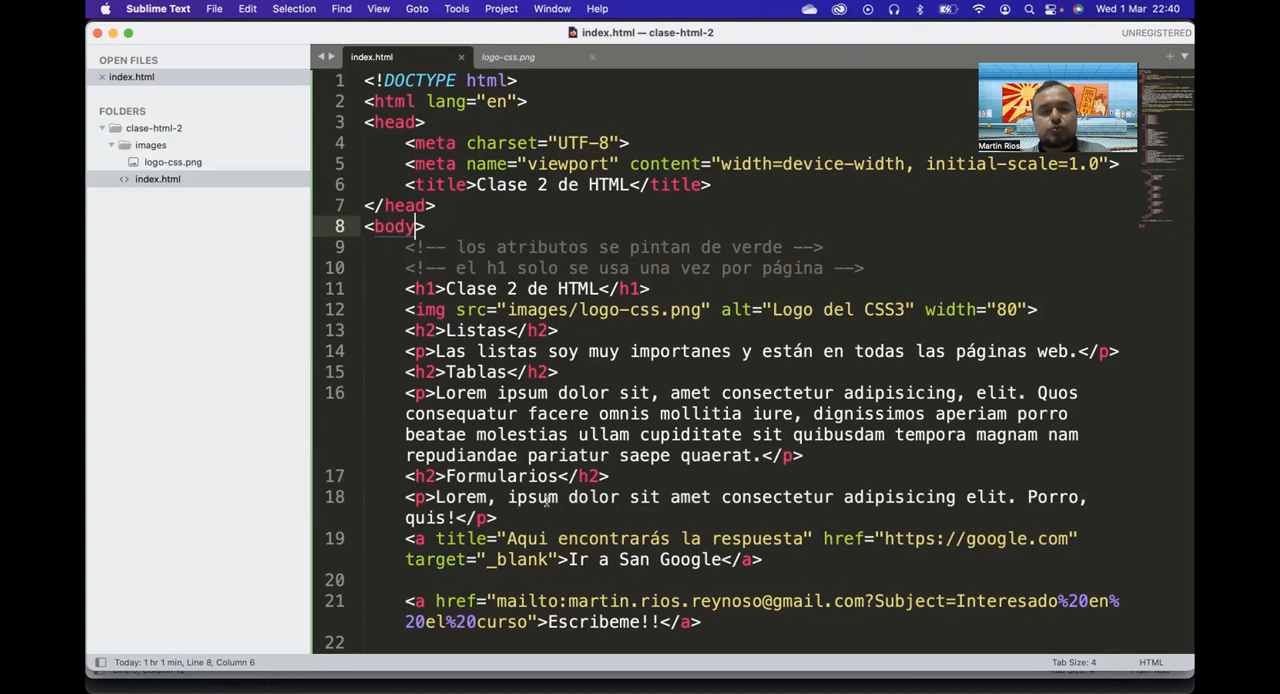 Sublime Text File Edit Selection Find View Goto Tools Project Window Help Wed 1 Mar 22:40
index.html — clase-html-2 UNREGISTERED
OPEN FILES
index.html
FOLDERS
clase-html-2
images
logo-css.png
index.html
index.html logo-css.png
1 <!DOCTYPE html>
2 <html lang="en">
3 <head>
4 <meta charset="UTF-8">
5 <meta name="viewport" content="width=device-width, initial-scale=1.0">
6 <title>Clase 2 de HTML</title>
7 </head>
8 <body>
9 <!-- los atributos se pintan de verde -->
10 <!-- el h1 solo se usa una vez por página -->
11 <h1>Clase 2 de HTML</h1>
12 <img src="images/logo-css.png" alt="Logo del CSS3" width="80">
13 <h2>Listas</h2>
14 <p>Las listas soy muy importanes y están en todas las páginas web.</p>
15 <h2>Tablas</h2>
16 <p>Lorem ipsum dolor sit, amet consectetur adipisicing, elit. Quos
consequatur facere omnis mollitia iure, dignissimos aperiam porro
beatae molestias ullam cupiditate sit quibusdam tempora magnam nam
repudiandae pariatur saepe quaerat.</p>
17 <h2>Formularios</h2>
18 <p>Lorem, ipsum dolor sit amet consectetur adipisicing elit. Porro,
quis!</p>
19 <a title="Aqui encontrarás la respuesta" href="https://google.com"
target="_blank">Ir a San Google</a>
20
21 <a href="mailto:martin.rios.reynoso@gmail.com?Subject=Interesado%20en%
20el%20curso">Escribeme!!</a>
22
Martin Rios
Today: 1 hr 1 min, Line 8, Column 6 Tab Size: 4 HTML